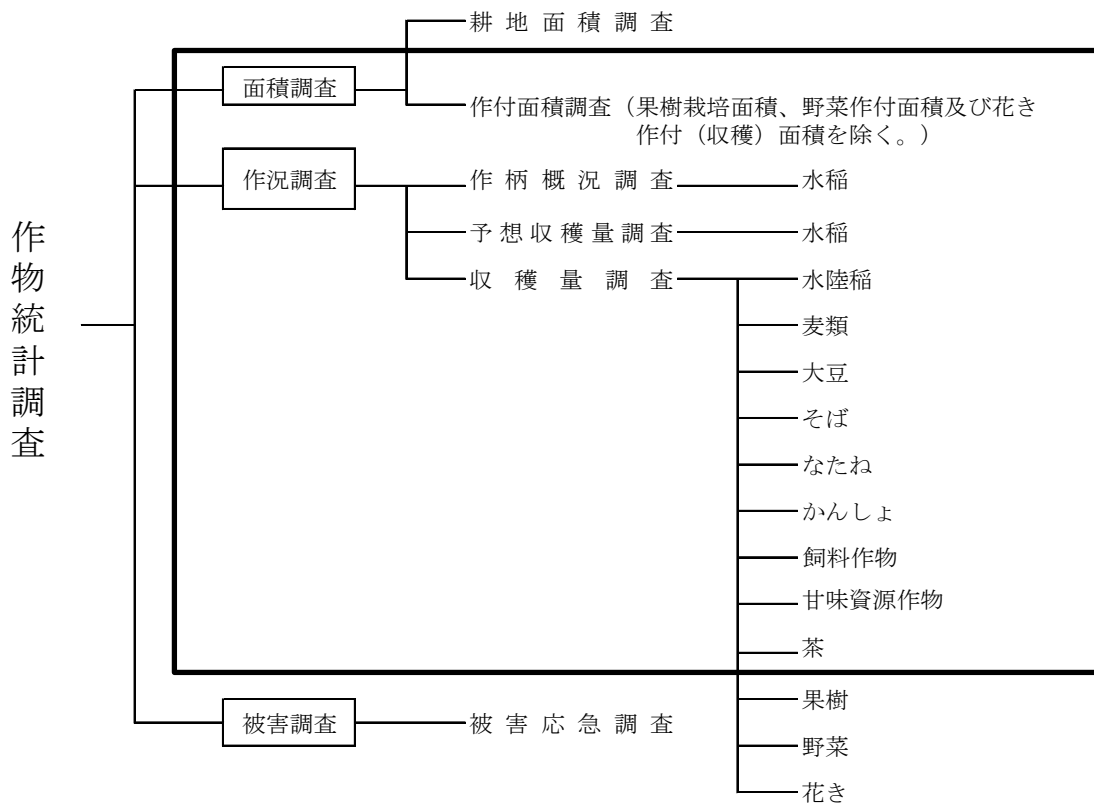 作物統計調査
耕地面積調査
面積調査
作付面積調査（果樹栽培面積、野菜作付面積及び花き
作付（収穫）面積を除く。）
作況調査
作柄概況調査
水稲
予想収穫量調査
水稲
収穫量調査
水陸稲
麦類
大豆
そば
なたね
かんしょ
飼料作物
甘味資源作物
茶
果樹
被害調査
被害応急調査
野菜
花き